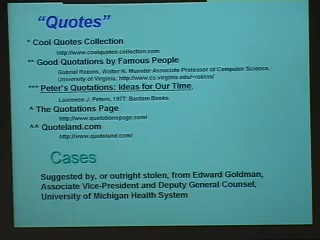 “Quotes”
* Cool Quotes Collection
http://www.coolquotes.collection.com
** Good Quotations by Famous People
Gabriel Robins, Walter N. Munster Associate Professor of Computer Science,
University of Virginia, http://www.cs.virginia.edu/~robins/
*** Peter's Quotations: Ideas for Our Time,
Laurence J. Peters, 1977, Bantam Books
^ The Quotations Page
http://www.quotationspage.com/
^^ Quoteland.com
http://www.quoteland.com/
Cases
Suggested by, or outright stolen, from Edward Goldman,
Associate Vice-President and Deputy General Counsel,
University of Michigan Health System